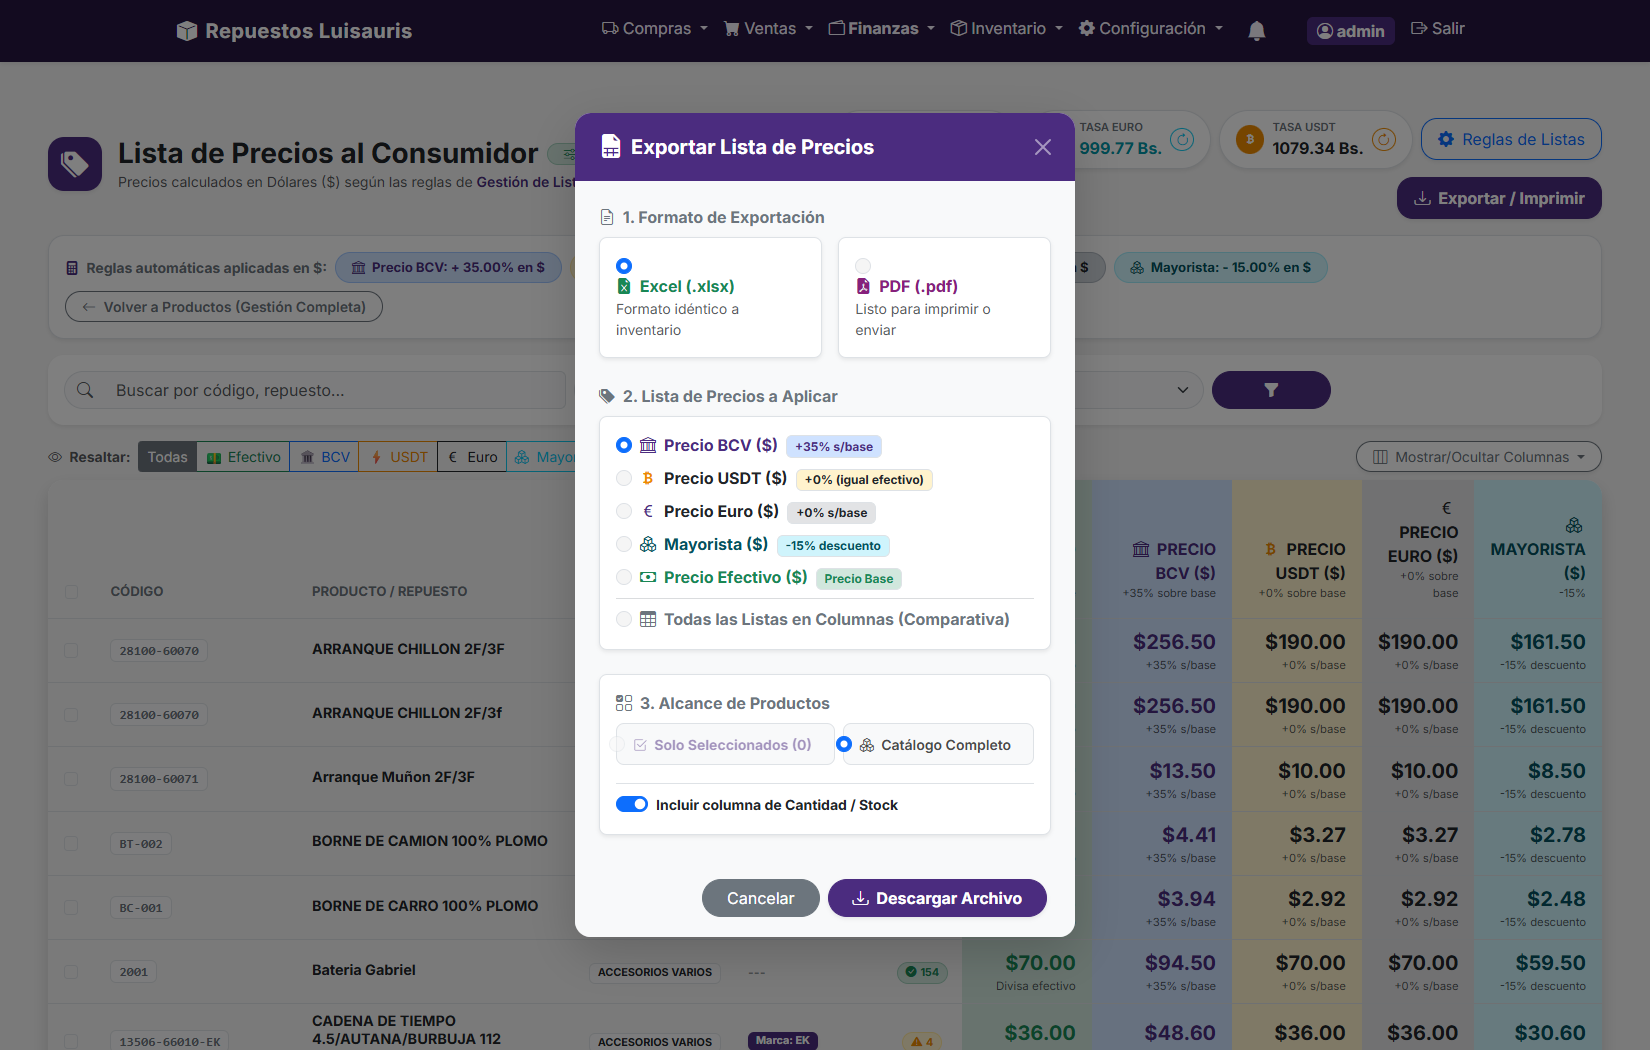 Repuestos Luisauris
Compras
Ventas
Finanzas
Inventario
Configuración
admin
Salir
Lista de Precios al Consumidor
Precios calculados en Dólares ($) según las reglas de Gestión de List
TASA EURO
999.77 Bs.
TASA USDT
1079.34 Bs.
Reglas de Listas
Exportar / Imprimir
Reglas automáticas aplicadas en $:
Precio BCV: + 35.00% en $
$
Mayorista: - 15.00% en $
Volver a Productos (Gestión Completa)
Buscar por código, repuesto...
Resaltar:
Todas
Efectivo
BCV
USDT
€ Euro
Mayor
Mostrar/Ocultar Columnas
Exportar Lista de Precios
1. Formato de Exportación
Excel (.xlsx)
Formato idéntico a
inventario
PDF (.pdf)
Listo para imprimir o
enviar
2. Lista de Precios a Aplicar
Precio BCV ($) +35% s/base
Precio USDT ($) +0% (igual efectivo)
€ Precio Euro ($) +0% s/base
Mayorista ($) -15% descuento
Precio Efectivo ($) Precio Base
Todas las Listas en Columnas (Comparativa)
3. Alcance de Productos
Solo Seleccionados (0)
Catálogo Completo
Incluir columna de Cantidad / Stock
Cancelar
Descargar Archivo
CÓDIGO
PRODUCTO / REPUESTO
PRECIO
BCV ($)
+35% sobre base
PRECIO
USDT ($)
+0% sobre base
€
PRECIO
EURO ($)
+0% sobre
base
MAYORISTA
($)
-15%
28100-60070
ARRANQUE CHILLON 2F/3F
$256.50
+35% s/base
$190.00
+0% s/base
$190.00
+0% s/base
$161.50
-15% descuento
28100-60070
ARRANQUE CHILLON 2F/3f
$256.50
+35% s/base
$190.00
+0% s/base
$190.00
+0% s/base
$161.50
-15% descuento
28100-60071
Arranque Muñon 2F/3F
$13.50
+35% s/base
$10.00
+0% s/base
$10.00
+0% s/base
$8.50
-15% descuento
BT-002
BORNE DE CAMION 100% PLOMO
$4.41
+35% s/base
$3.27
+0% s/base
$3.27
+0% s/base
$2.78
-15% descuento
BC-001
BORNE DE CARRO 100% PLOMO
$3.94
+35% s/base
$2.92
+0% s/base
$2.92
+0% s/base
$2.48
-15% descuento
2001
Bateria Gabriel
ACCESORIOS VARIOS
---
154
$70.00
Divisa efectivo
$94.50
+35% s/base
$70.00
+0% s/base
$70.00
+0% s/base
$59.50
-15% descuento
13506-66010-EK
CADENA DE TIEMPO
4.5/AUTANA/BURBUJA 112
ACCESORIOS VARIOS
Marca: EK
4
$36.00
$48.60
$36.00
$36.00
$30.60